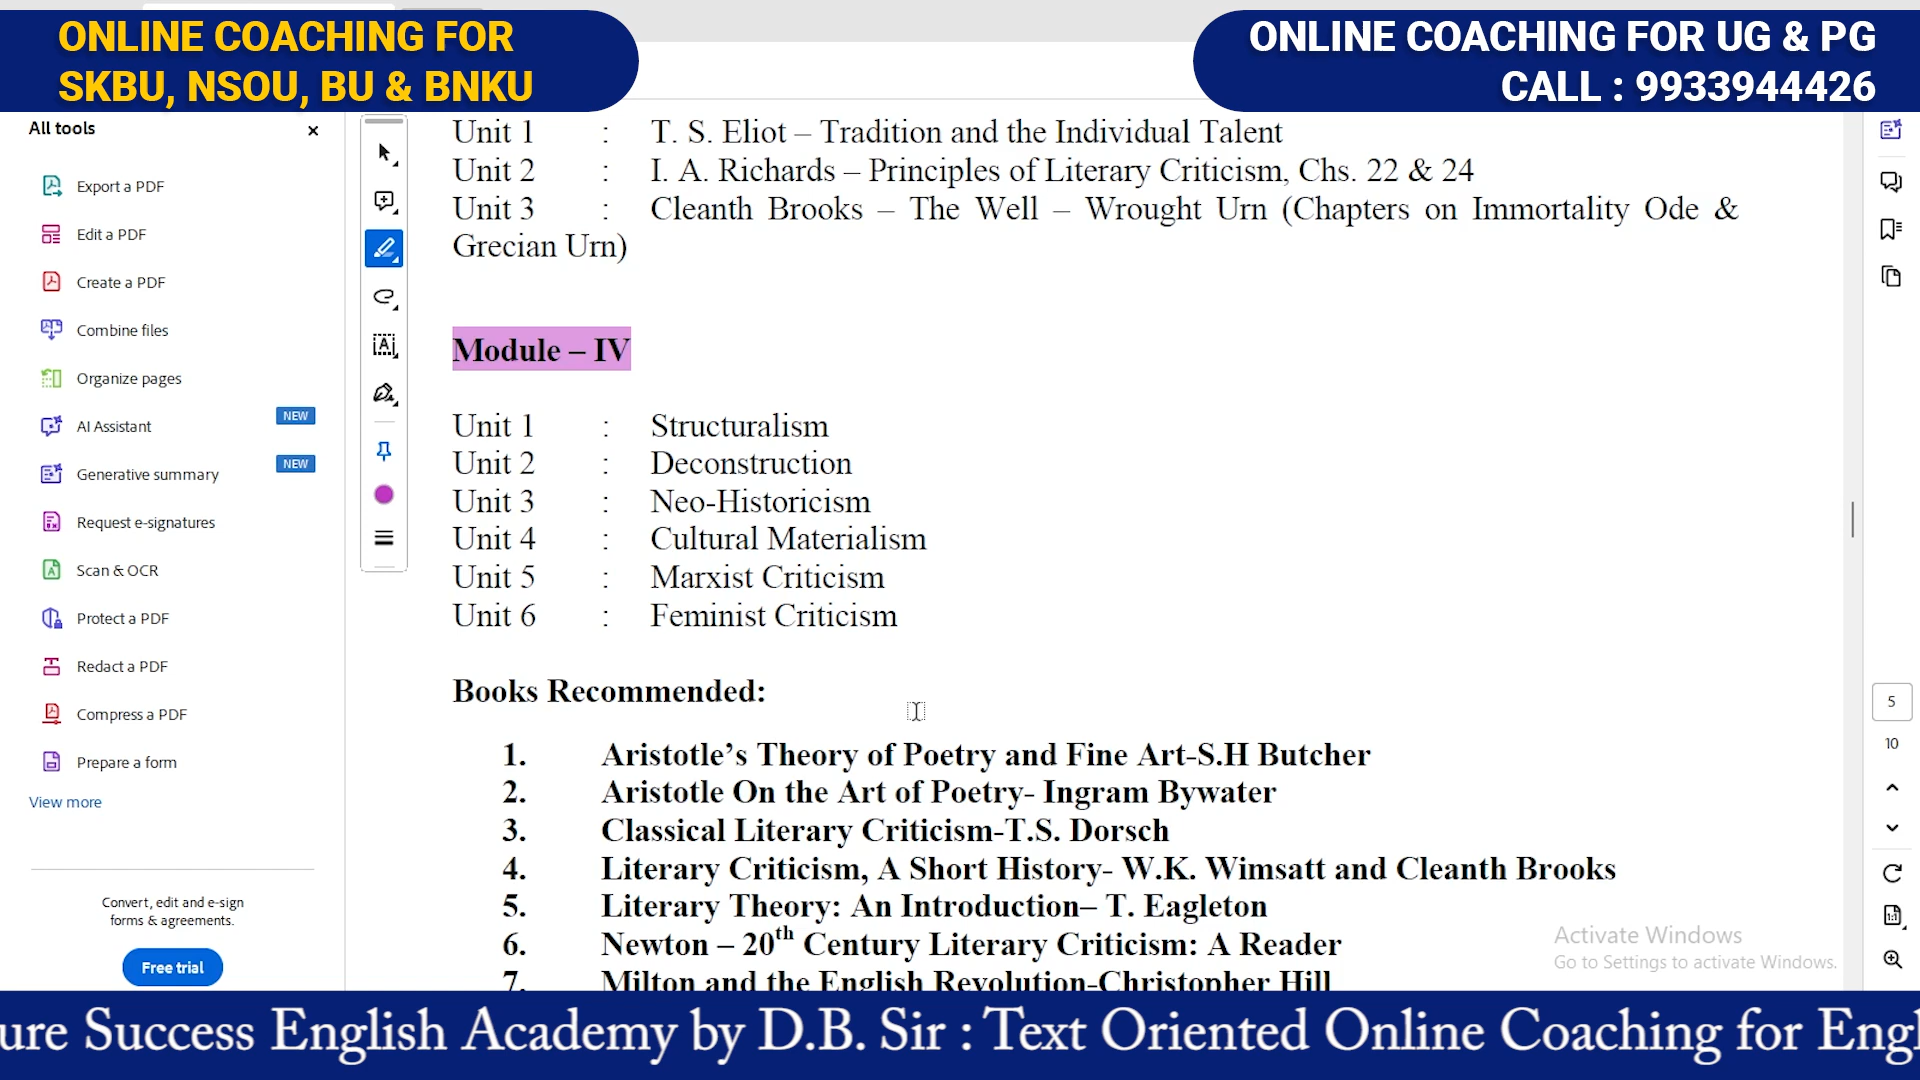 ONLINE COACHING FOR
SKBU, NSOU, BU & BNKU
ONLINE COACHING FOR UG & PG
CALL : 9933944426
All tools
Export a PDF
Edit a PDF
Create a PDF
Combine files
Organize pages
AI Assistant NEW
Generative summary NEW
Request e-signatures
Scan & OCR
Protect a PDF
Redact a PDF
Compress a PDF
Prepare a form
View more
Convert, edit and e-sign
forms & agreements.
Free trial
Unit 1 : T. S. Eliot – Tradition and the Individual Talent
Unit 2 : I. A. Richards – Principles of Literary Criticism, Chs. 22 & 24
Unit 3 : Cleanth Brooks – The Well – Wrought Urn (Chapters on Immortality Ode &
Grecian Urn)
Module – IV
Unit 1 : Structuralism
Unit 2 : Deconstruction
Unit 3 : Neo-Historicism
Unit 4 : Cultural Materialism
Unit 5 : Marxist Criticism
Unit 6 : Feminist Criticism
Books Recommended:
1. Aristotle’s Theory of Poetry and Fine Art-S.H Butcher
2. Aristotle On the Art of Poetry- Ingram Bywater
3. Classical Literary Criticism-T.S. Dorsch
4. Literary Criticism, A Short History- W.K. Wimsatt and Cleanth Brooks
5. Literary Theory: An Introduction– T. Eagleton
6. Newton – 20th Century Literary Criticism: A Reader
7. Milton and the English Revolution-Christopher Hill
5
10
Activate Windows
Go to Settings to activate Windows.
ure Success English Academy by D.B. Sir : Text Oriented Online Coaching for Engl